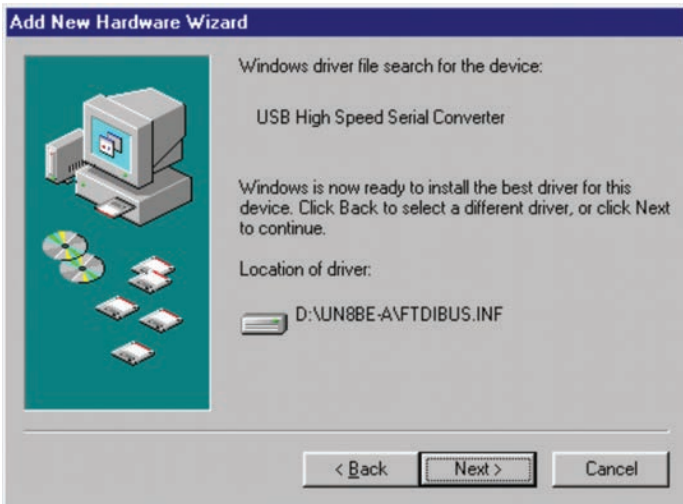 Add New Hardware Wizard
Windows driver file search for the device:
USB High Speed Serial Converter
Windows is now ready to install the best driver for this
device. Click Back to select a different driver, or click Next
to continue.
Location of driver:
D:\UN8BE~A\FTDIBUS.INF
< Back
Next >
Cancel